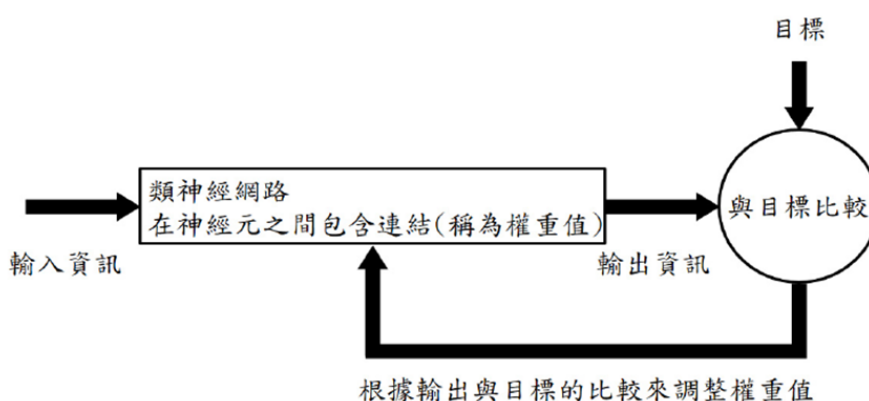 目標
類神經網路
在神經元之間包含連結(稱為權重值)
與目標比較
輸入資訊
輸出資訊
根據輸出與目標的比較來調整權重值